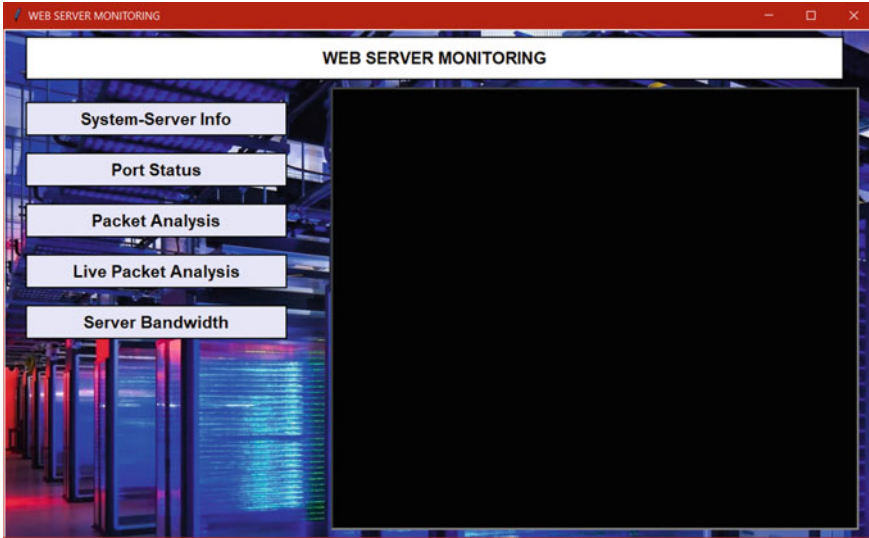 WEB SERVER MONITORING
WEB SERVER MONITORING
System-Server Info
Port Status
Packet Analysis
Live Packet Analysis
Server Bandwidth